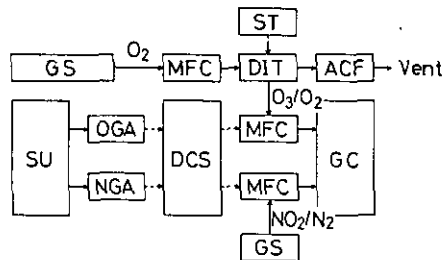 ST
O₂
GS MFC DIT ACF Vent
O₃/O₂
OGA MFC
SU DCS GC
NGA MFC
NO₂/N₂
GS